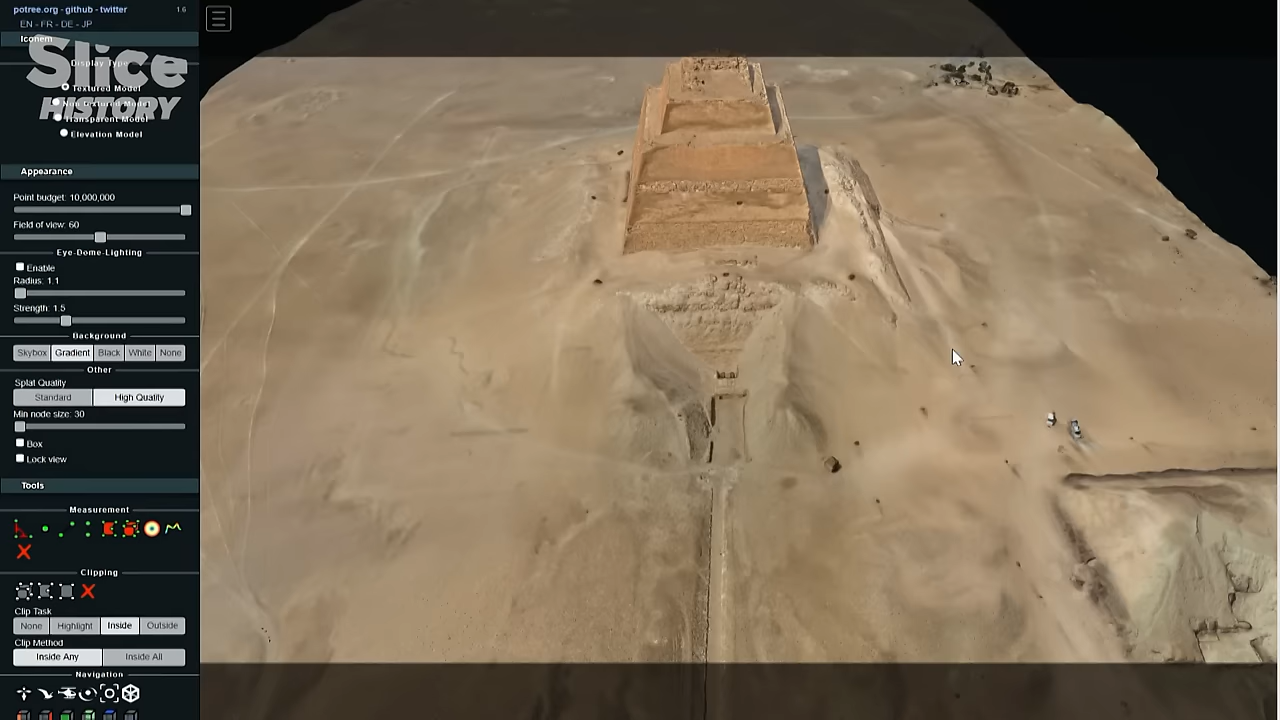 potree.org - github - twitter 1.6
EN - FR - DE - JP
Iconem
Slice
HISTORY
Display Type
Textured Model
Non textured Model
Transparent Model
Elevation Model
Appearance
Point budget: 10,000,000
Field of view: 60
Eye-Dome-Lighting
Enable
Radius: 1.1
Strength: 1.5
Background
Skybox Gradient Black White None
Other
Splat Quality
Standard High Quality
Min node size: 30
Box
Lock view
Tools
Measurement
Clipping
Clip Task
None Highlight Inside Outside
Clip Method
Inside Any Inside All
Navigation